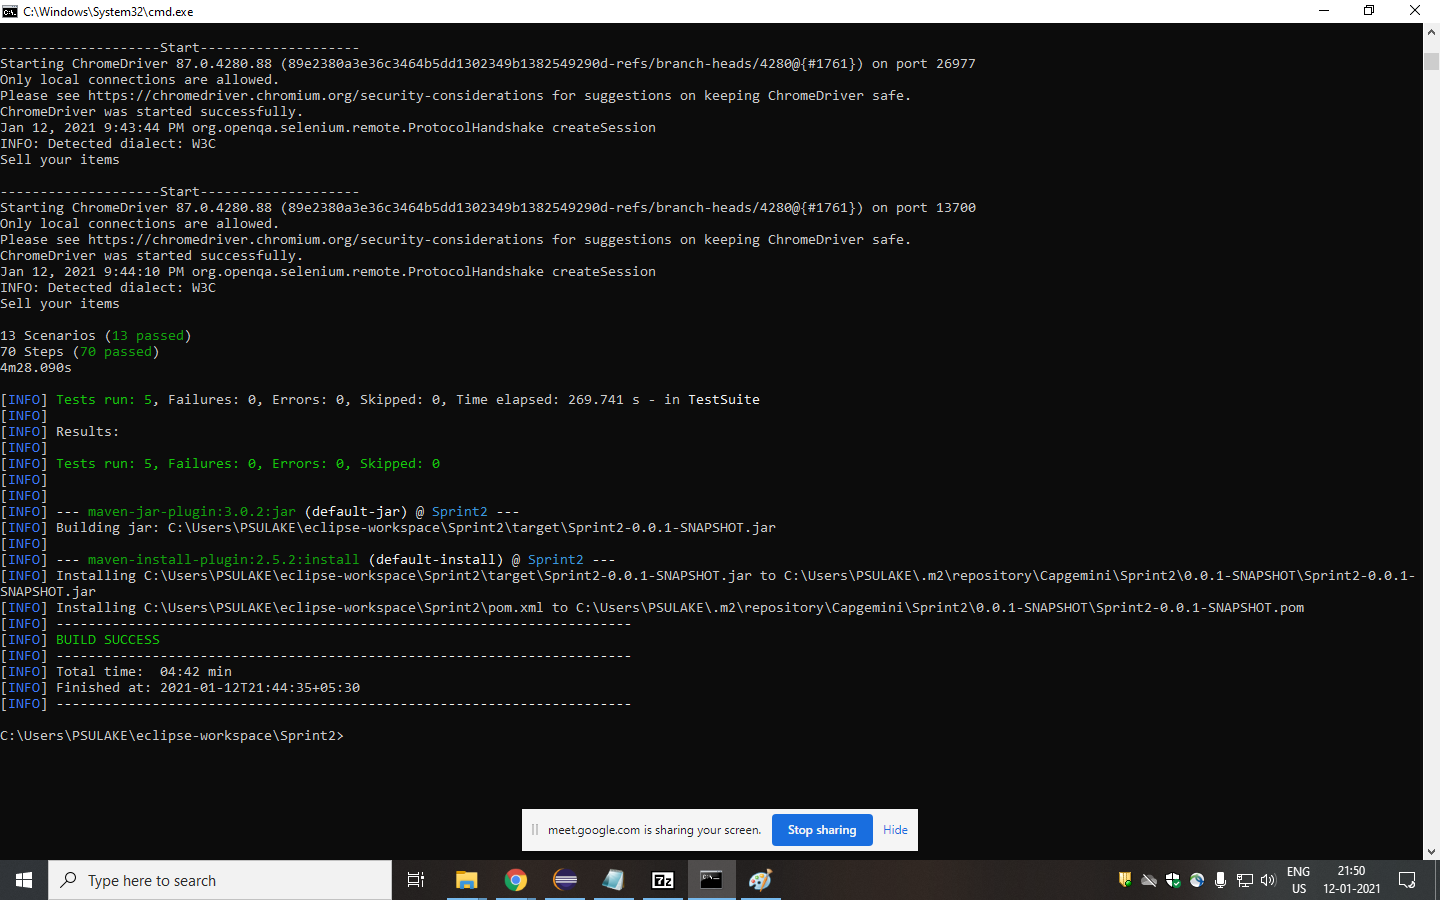 C:\Windows\System32\cmd.exe
--------------------Start--------------------
Starting ChromeDriver 87.0.4280.88 (89e2380a3e36c3464b5dd1302349b1382549290d-refs/branch-heads/4280@{#1761}) on port 26977
Only local connections are allowed.
Please see https://chromedriver.chromium.org/security-considerations for suggestions on keeping ChromeDriver safe.
ChromeDriver was started successfully.
Jan 12, 2021 9:43:44 PM org.openqa.selenium.remote.ProtocolHandshake createSession
INFO: Detected dialect: W3C
Sell your items
--------------------Start--------------------
Starting ChromeDriver 87.0.4280.88 (89e2380a3e36c3464b5dd1302349b1382549290d-refs/branch-heads/4280@{#1761}) on port 13700
Only local connections are allowed.
Please see https://chromedriver.chromium.org/security-considerations for suggestions on keeping ChromeDriver safe.
ChromeDriver was started successfully.
Jan 12, 2021 9:44:10 PM org.openqa.selenium.remote.ProtocolHandshake createSession
INFO: Detected dialect: W3C
Sell your items
13 Scenarios (13 passed)
70 Steps (70 passed)
4m28.090s
[INFO] Tests run: 5, Failures: 0, Errors: 0, Skipped: 0, Time elapsed: 269.741 s - in TestSuite
[INFO]
[INFO] Results:
[INFO]
[INFO] Tests run: 5, Failures: 0, Errors: 0, Skipped: 0
[INFO]
[INFO]
[INFO] --- maven-jar-plugin:3.0.2:jar (default-jar) @ Sprint2 ---
[INFO] Building jar: C:\Users\PSULAKE\eclipse-workspace\Sprint2\target\Sprint2-0.0.1-SNAPSHOT.jar
[INFO]
[INFO] --- maven-install-plugin:2.5.2:install (default-install) @ Sprint2 ---
[INFO] Installing C:\Users\PSULAKE\eclipse-workspace\Sprint2\target\Sprint2-0.0.1-SNAPSHOT.jar to C:\Users\PSULAKE\.m2\repository\Capgemini\Sprint2\0.0.1-SNAPSHOT\Sprint2-0.0.1-
SNAPSHOT.jar
[INFO] Installing C:\Users\PSULAKE\eclipse-workspace\Sprint2\pom.xml to C:\Users\PSULAKE\.m2\repository\Capgemini\Sprint2\0.0.1-SNAPSHOT\Sprint2-0.0.1-SNAPSHOT.pom
[INFO] ------------------------------------------------------------------------
[INFO] BUILD SUCCESS
[INFO] ------------------------------------------------------------------------
[INFO] Total time:  04:42 min
[INFO] Finished at: 2021-01-12T21:44:35+05:30
[INFO] ------------------------------------------------------------------------
C:\Users\PSULAKE\eclipse-workspace\Sprint2>
meet.google.com is sharing your screen. Stop sharing Hide
Type here to search
7z
ENG 21:50
US 12-01-2021